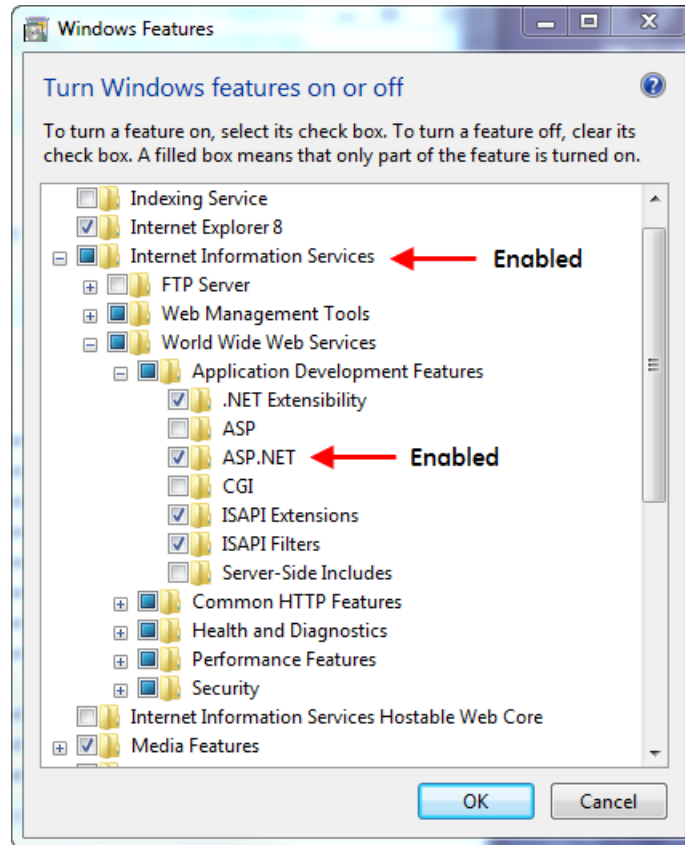 Windows Features
Turn Windows features on or off
To turn a feature on, select its check box. To turn a feature off, clear its
check box. A filled box means that only part of the feature is turned on.
Indexing Service
Internet Explorer 8
Internet Information Services Enabled
FTP Server
Web Management Tools
World Wide Web Services
Application Development Features
.NET Extensibility
ASP
ASP.NET Enabled
CGI
ISAPI Extensions
ISAPI Filters
Server-Side Includes
Common HTTP Features
Health and Diagnostics
Performance Features
Security
Internet Information Services Hostable Web Core
Media Features
OK Cancel